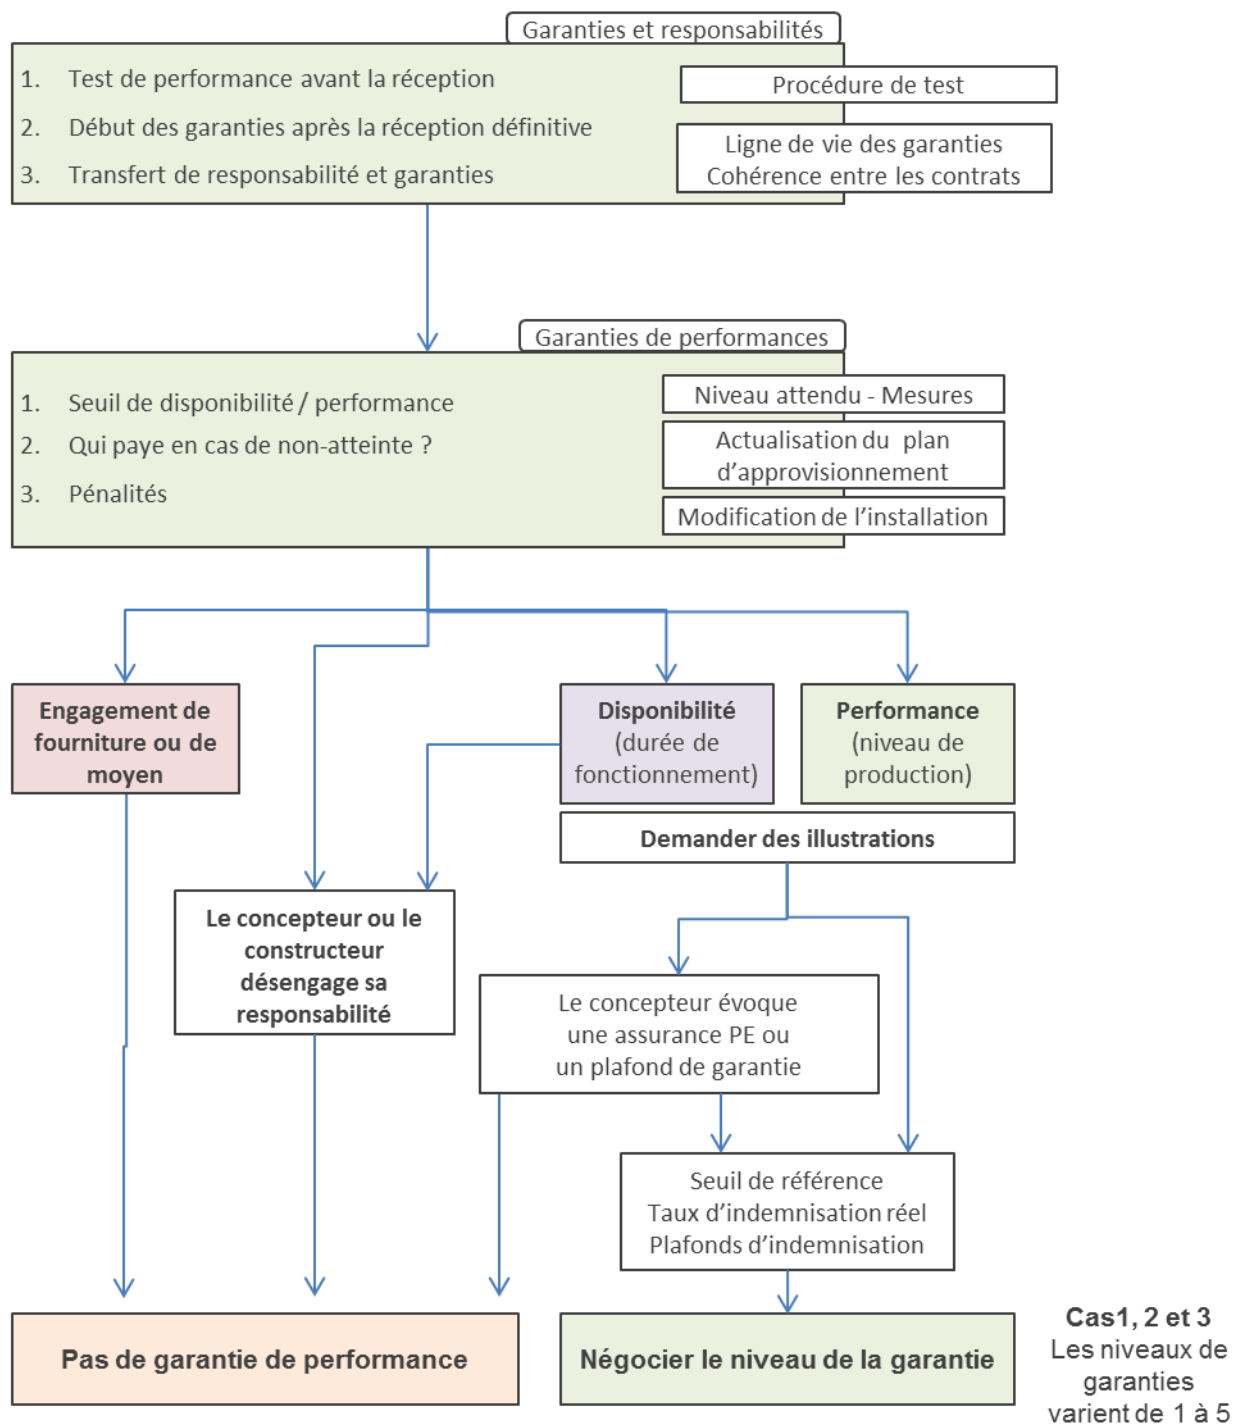 Garanties et responsabilités
1. Test de performance avant la réception
Procédure de test
2. Début des garanties après la réception définitive
Ligne de vie des garanties
Cohérence entre les contrats
3. Transfert de responsabilité et garanties
Garanties de performances
Niveau attendu - Mesures
1. Seuil de disponibilité / performance
Actualisation du plan
d’approvisionnement
2. Qui paye en cas de non-atteinte ?
3. Pénalités
Modification de l’installation
Engagement de
fourniture ou de
moyen
Disponibilité
(durée de
fonctionnement)
Performance
(niveau de
production)
Demander des illustrations
Le concepteur ou le
constructeur
désengage sa
responsabilité
Le concepteur évoque
une assurance PE ou
un plafond de garantie
Seuil de référence
Taux d’indemnisation réel
Plafonds d’indemnisation
Pas de garantie de performance
Négocier le niveau de la garantie
Cas1, 2 et 3
Les niveaux de
garanties
varient de 1 à 5